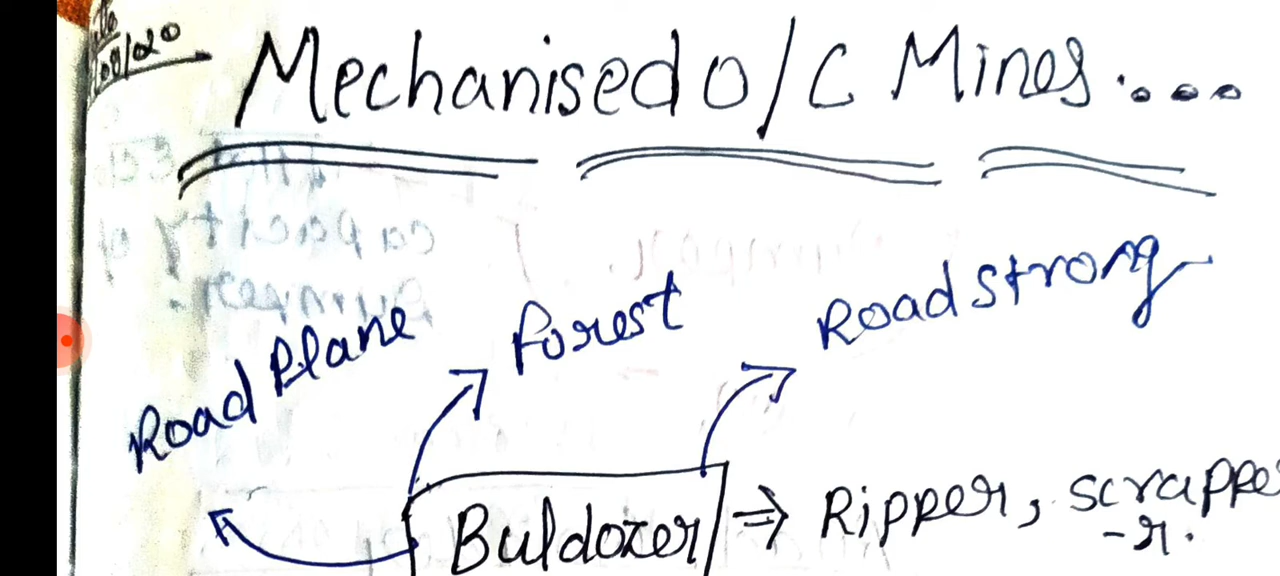 Mechanised O/C Mines....
Road Plane
Forest
Road strong
Buldozer ⇒ Ripper, scrappe
-r.